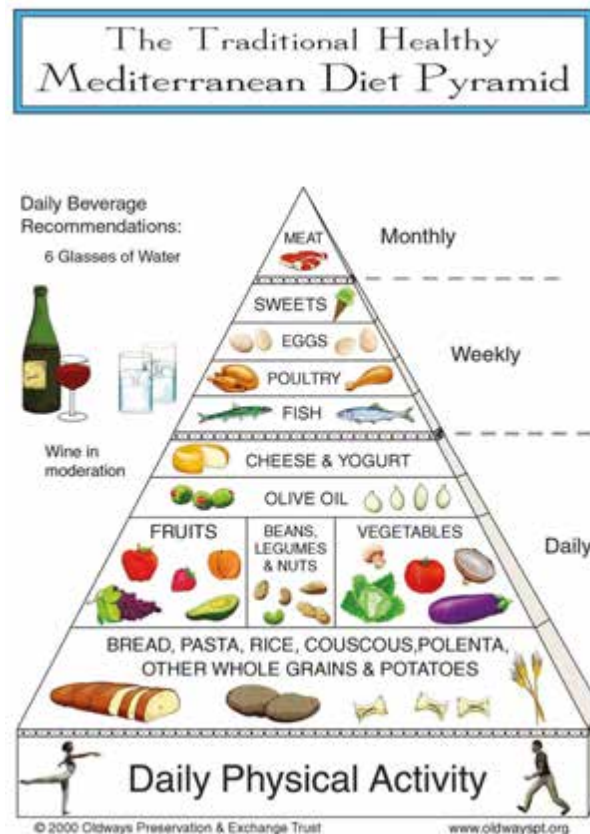 The Traditional Healthy
Mediterranean Diet Pyramid
Daily Beverage
Recommendations:
6 Glasses of Water
Wine in
moderation
MEAT
Monthly
SWEETS
EGGS
POULTRY
FISH
Weekly
CHEESE & YOGURT
OLIVE OIL
FRUITS
BEANS,
LEGUMES
& NUTS
VEGETABLES
Daily
BREAD, PASTA, RICE, COUSCOUS,POLENTA,
OTHER WHOLE GRAINS & POTATOES
Daily Physical Activity
© 2000 Oldways Preservation & Exchange Trust
www.oldwayspt.org